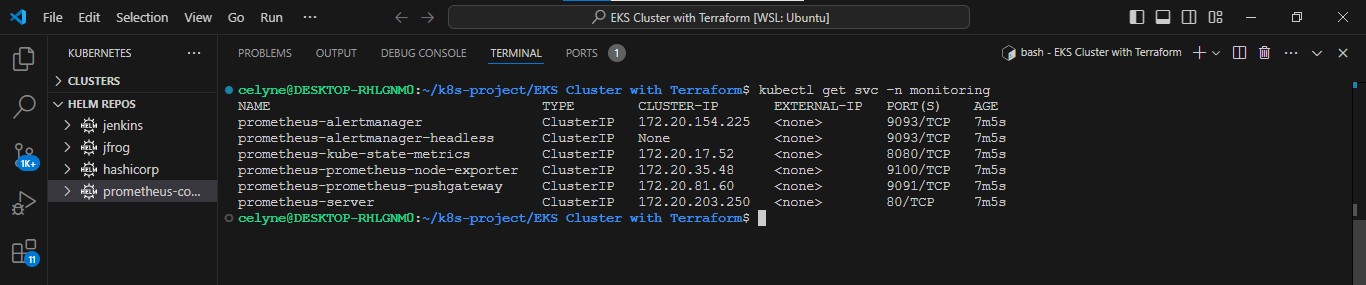 File Edit Selection View Go Run ··· EKS Cluster with Terraform [WSL: Ubuntu]
KUBERNETES ··· PROBLEMS OUTPUT DEBUG CONSOLE TERMINAL PORTS 1 bash - EKS Cluster with Terraform
CLUSTERS
HELM REPOS
HELM jenkins
HELM jfrog
HELM hashicorp
HELM prometheus-co...
1K+
11
celyne@DESKTOP-RHLGNM0:~/k8s-project/EKS Cluster with Terraform$ kubectl get svc -n monitoring
NAME TYPE CLUSTER-IP EXTERNAL-IP PORT(S) AGE
prometheus-alertmanager ClusterIP 172.20.154.225 <none> 9093/TCP 7m5s
prometheus-alertmanager-headless ClusterIP None <none> 9093/TCP 7m5s
prometheus-kube-state-metrics ClusterIP 172.20.17.52 <none> 8080/TCP 7m5s
prometheus-prometheus-node-exporter ClusterIP 172.20.35.48 <none> 9100/TCP 7m5s
prometheus-prometheus-pushgateway ClusterIP 172.20.81.60 <none> 9091/TCP 7m5s
prometheus-server ClusterIP 172.20.203.250 <none> 80/TCP 7m5s
celyne@DESKTOP-RHLGNM0:~/k8s-project/EKS Cluster with Terraform$